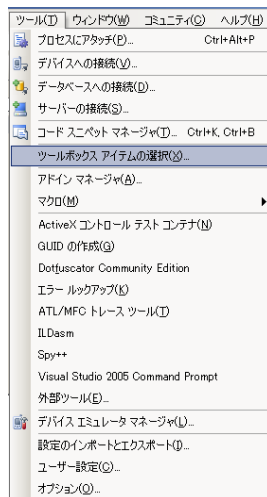 ツール(T) ウィンドウ(W) コミュニティ(C) ヘルプ(H)
プロセスにアタッチ(P)... Ctrl+Alt+P
デバイスへの接続(V)...
データベースへの接続(D)...
サーバーの接続(S)...
コード スニペット マネージャ(T)... Ctrl+K, Ctrl+B
ツールボックス アイテムの選択(X)...
アドイン マネージャ(A)...
マクロ(M)
ActiveX コントロール テスト コンテナ(N)
GUID の作成(G)
Dotfuscator Community Edition
エラー ルックアップ(K)
ATL/MFC トレース ツール(T)
ILDasm
Spy++
Visual Studio 2005 Command Prompt
外部ツール(E)...
デバイス エミュレータ マネージャ(L)...
設定のインポートとエクスポート(I)...
ユーザー設定(C)...
オプション(O)...